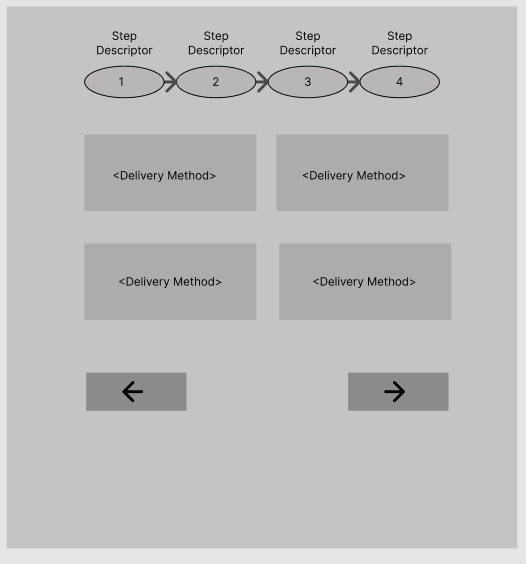 Step
Descriptor
Step
Descriptor
Step
Descriptor
Step
Descriptor
1
2
3
4
<Delivery Method>
<Delivery Method>
<Delivery Method>
<Delivery Method>